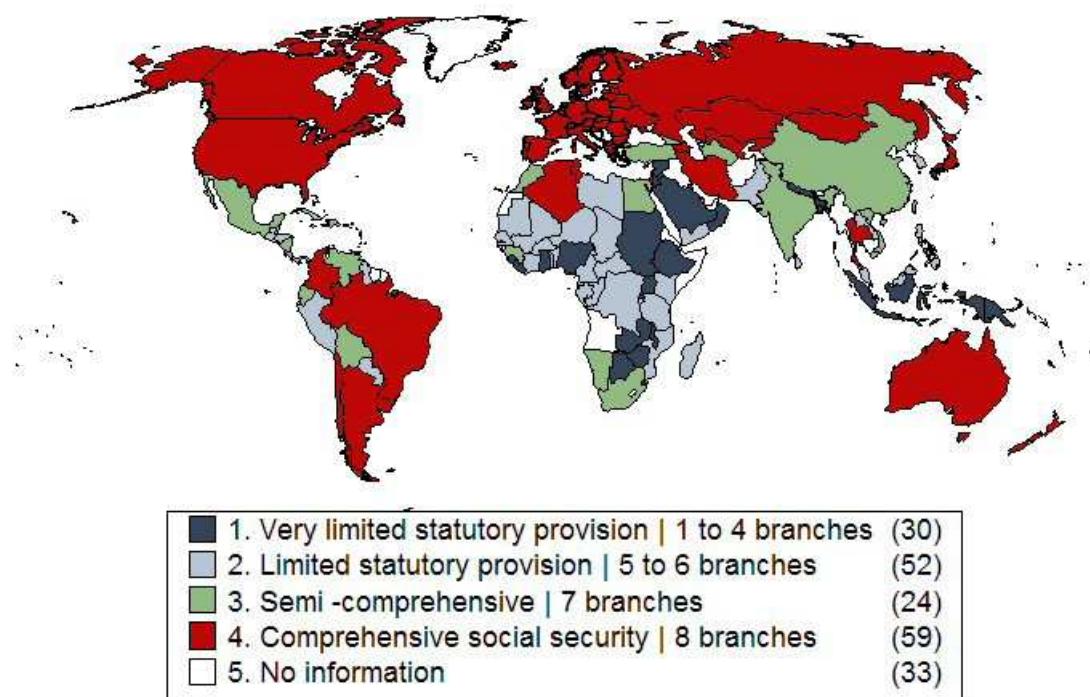 1. Very limited statutory provision | 1 to 4 branches (30)
2. Limited statutory provision | 5 to 6 branches (52)
3. Semi -comprehensive | 7 branches (24)
4. Comprehensive social security | 8 branches (59)
5. No information (33)